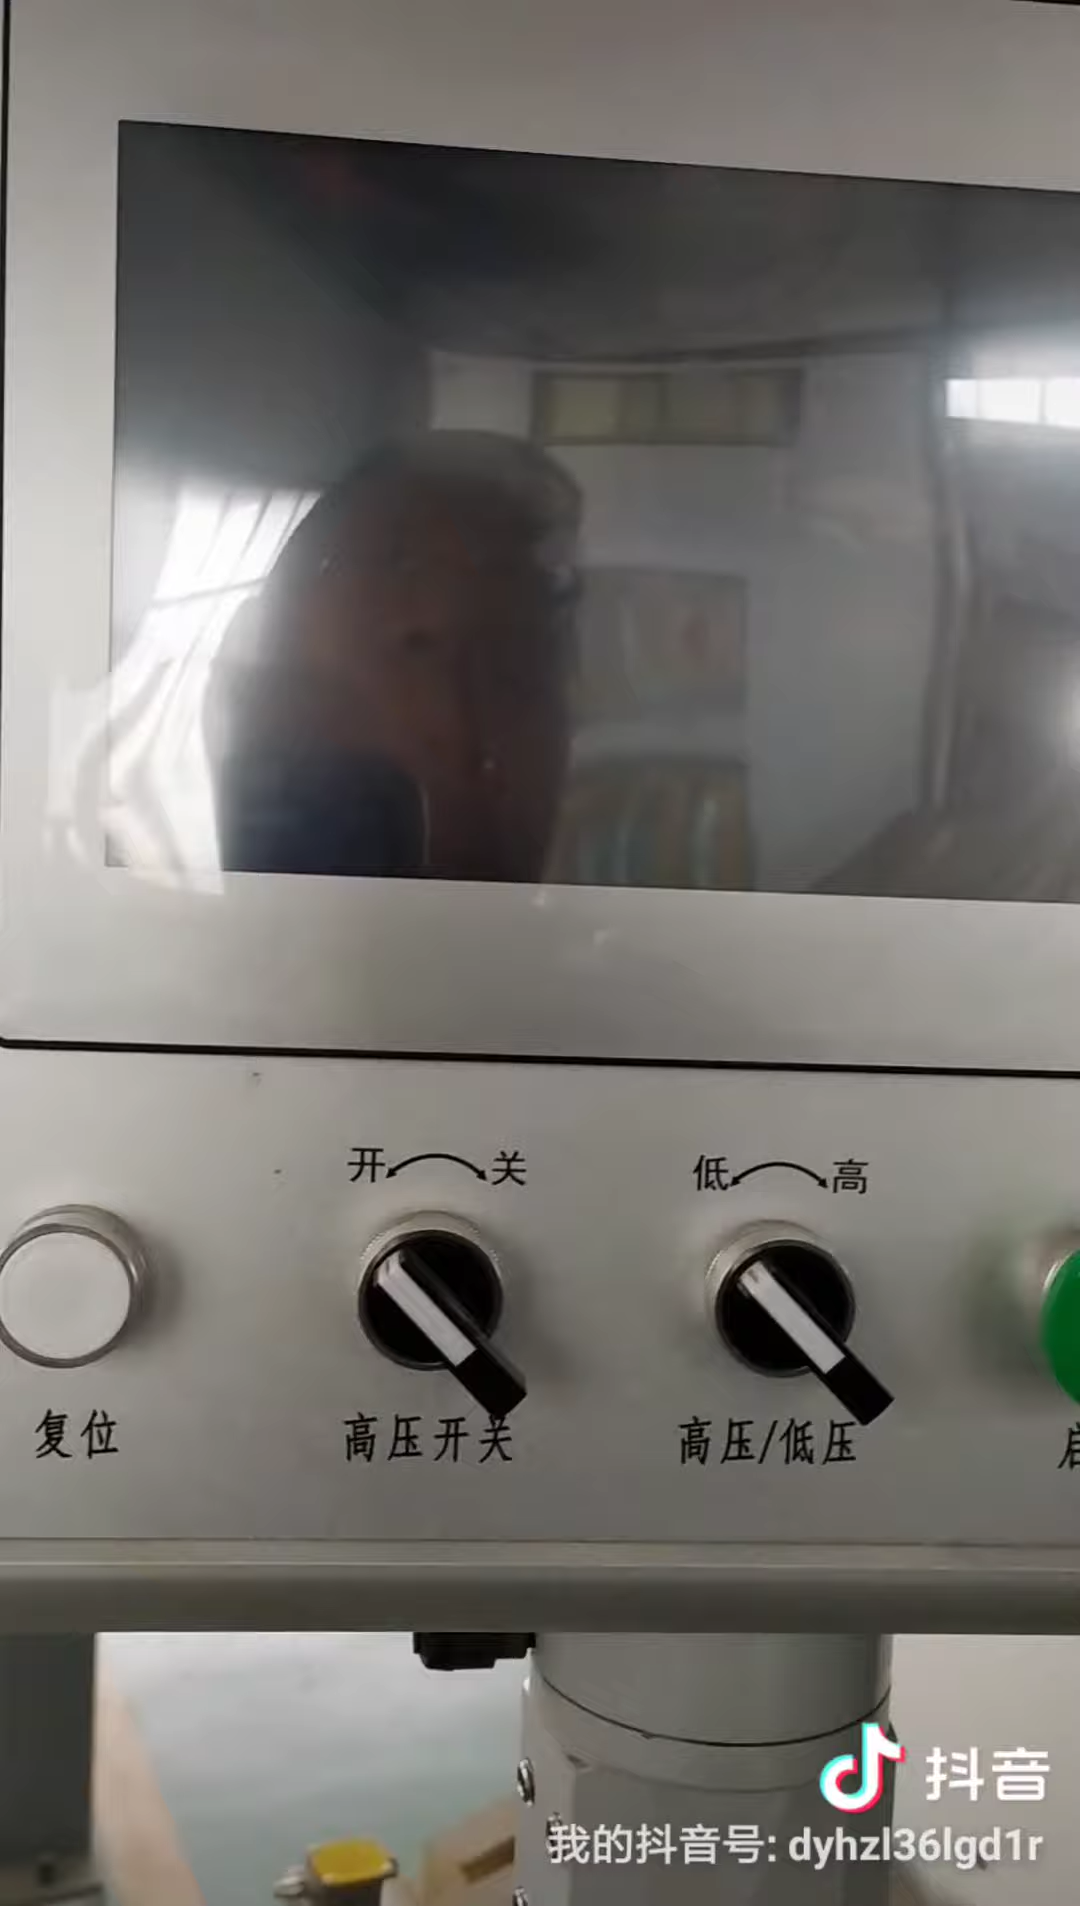 开 关
低 高
复位
高压开关
高压/低压
抖音
我的抖音号: dyhzl36lgd1r